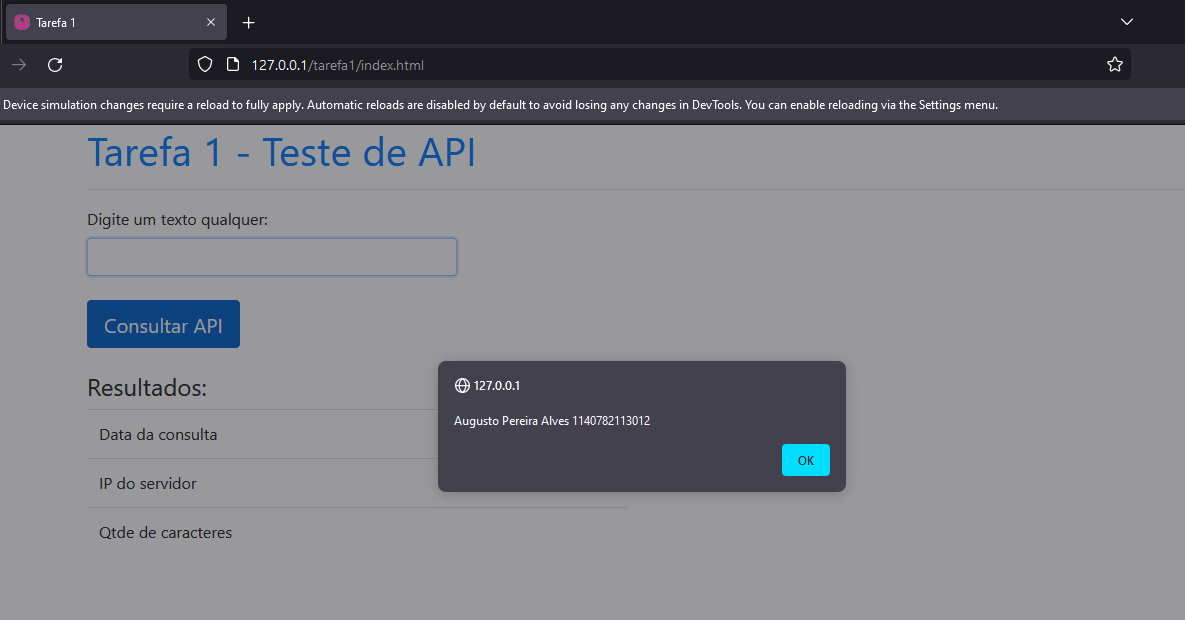 Tarefa 1
127.0.0.1/tarefa1/index.html
Device simulation changes require a reload to fully apply. Automatic reloads are disabled by default to avoid losing any changes in DevTools. You can enable reloading via the Settings menu.
Tarefa 1 - Teste de API
Digite um texto qualquer:
Consultar API
Resultados:
Data da consulta
IP do servidor
Qtde de caracteres
127.0.0.1
Augusto Pereira Alves 1140782113012
OK